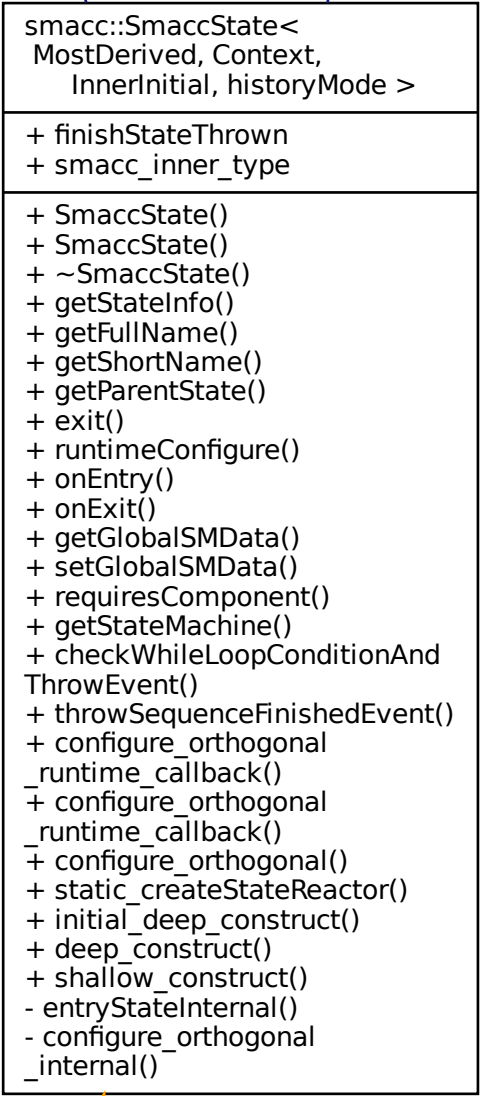 smacc::SmaccState<
MostDerived, Context,
InnerInitial, historyMode >
+ finishStateThrown
+ smacc_inner_type
+ SmaccState()
+ SmaccState()
+ ~SmaccState()
+ getStateInfo()
+ getFullName()
+ getShortName()
+ getParentState()
+ exit()
+ runtimeConfigure()
+ onEntry()
+ onExit()
+ getGlobalSMData()
+ setGlobalSMData()
+ requiresComponent()
+ getStateMachine()
+ checkWhileLoopConditionAnd
ThrowEvent()
+ throwSequenceFinishedEvent()
+ configure_orthogonal
_runtime_callback()
+ configure_orthogonal
_runtime_callback()
+ configure_orthogonal()
+ static_createStateReactor()
+ initial_deep_construct()
+ deep_construct()
+ shallow_construct()
- entryStateInternal()
- configure_orthogonal
_internal()